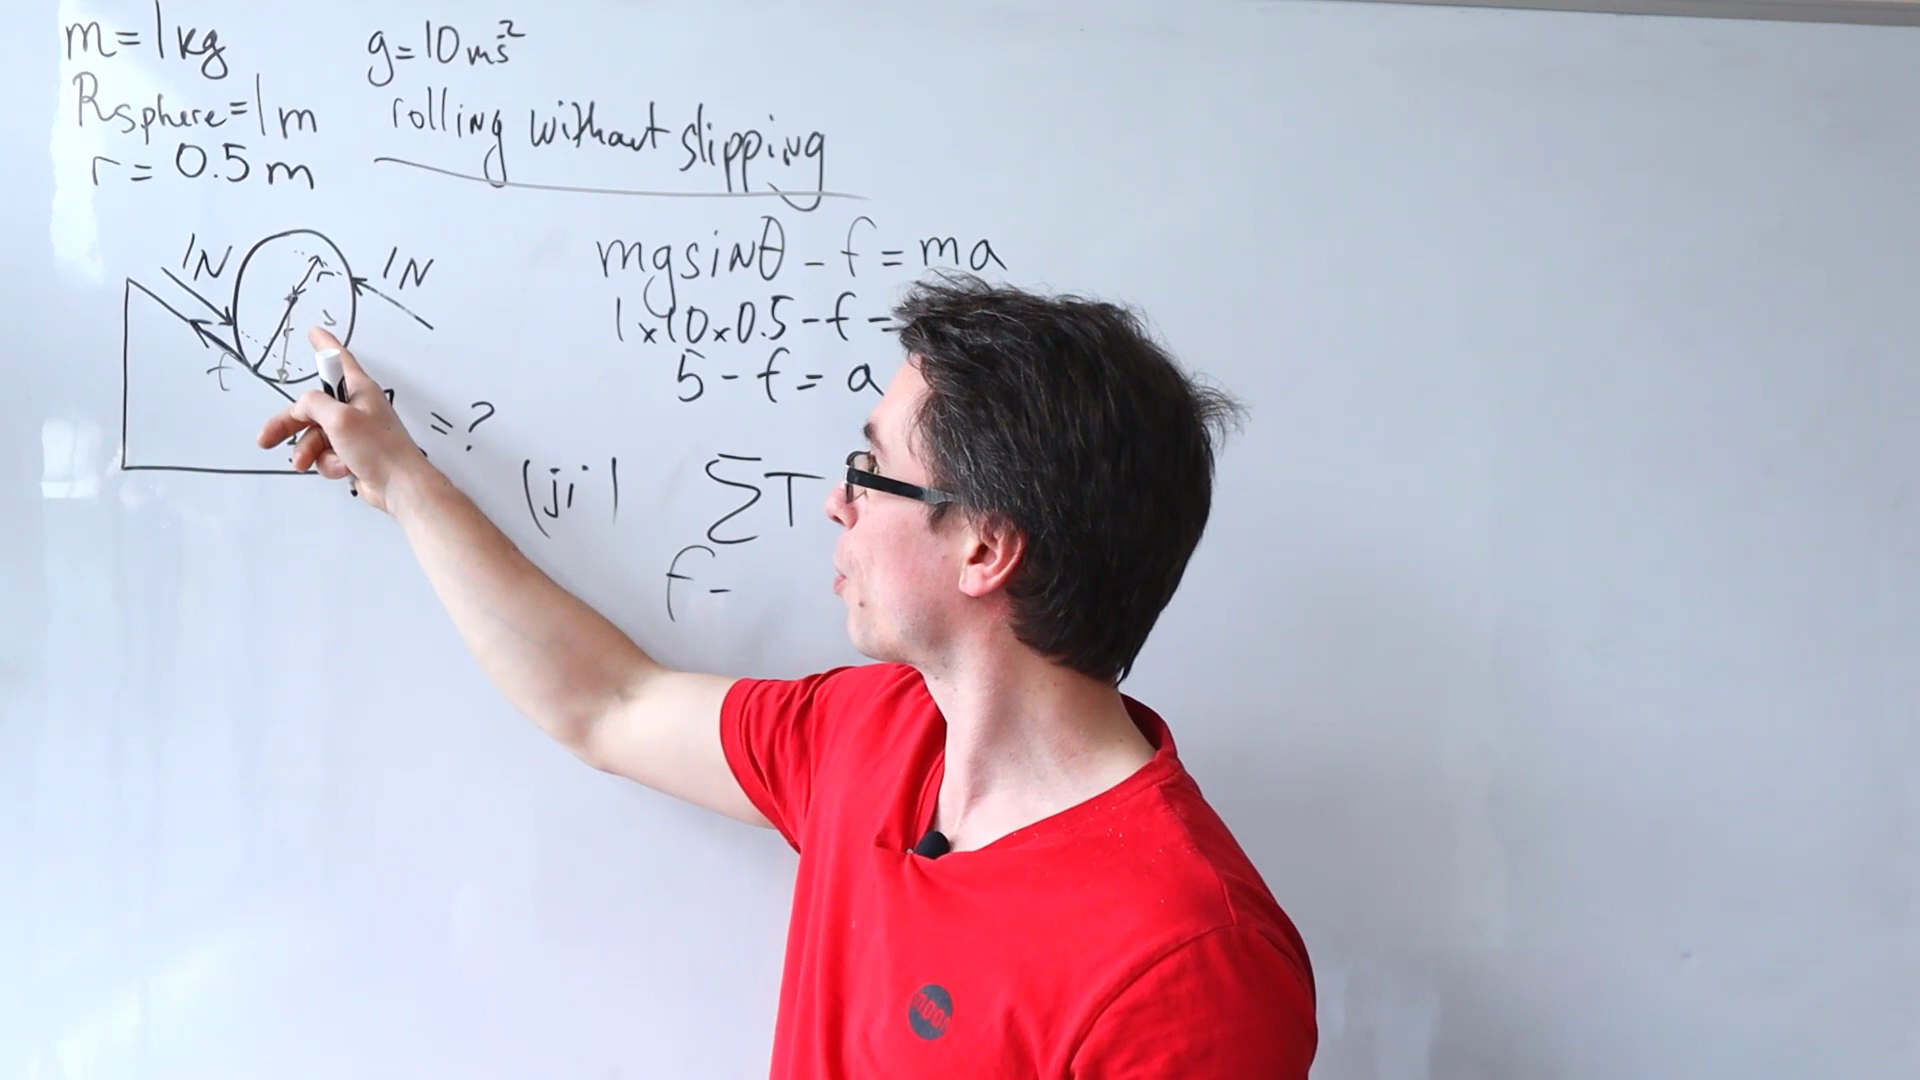 m=1kg
Rsphere=1m
r=0.5m
g=10ms⁻²
rolling without slipping
1N
1N
r
r
f
=?
mgsinθ-f=ma
1×10×0.5-f=
5-f=a
ΣT
f-